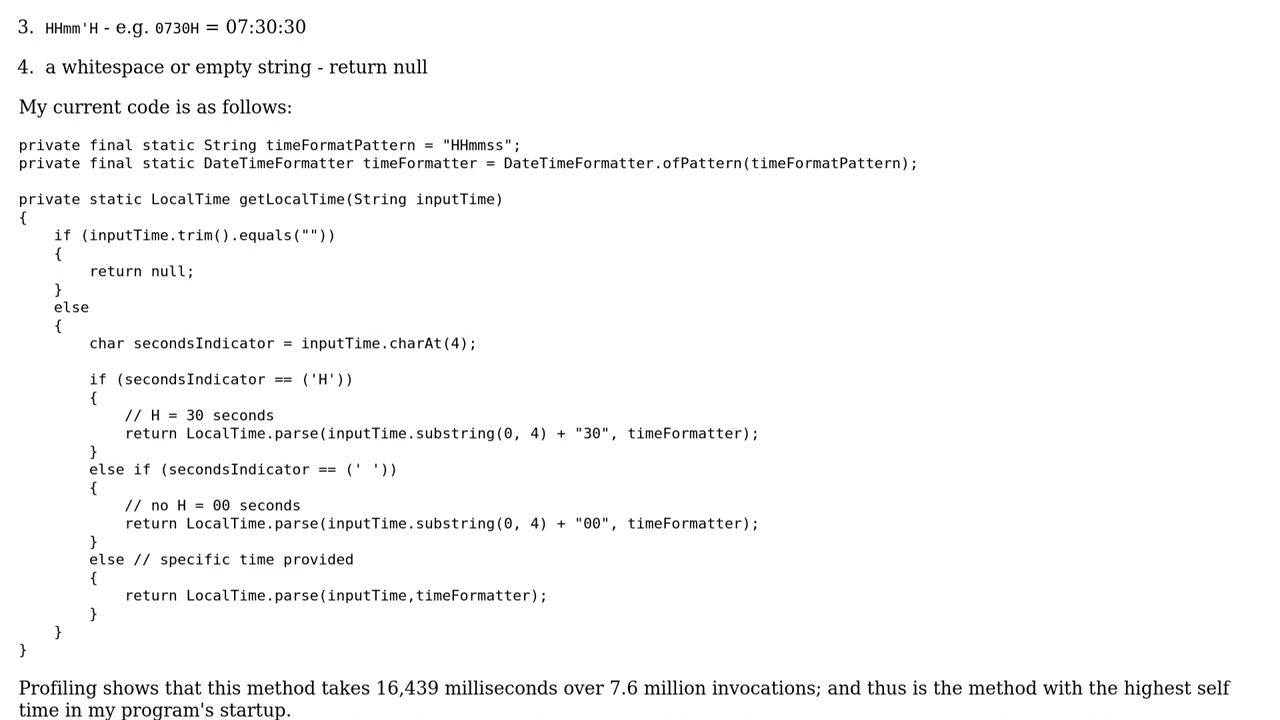 3. HHmm'H - e.g. 0730H = 07:30:30
4. a whitespace or empty string - return null
My current code is as follows:
private final static String timeFormatPattern = "HHmmss";
private final static DateTimeFormatter timeFormatter = DateTimeFormatter.ofPattern(timeFormatPattern);
private static LocalTime getLocalTime(String inputTime)
{
    if (inputTime.trim().equals(""))
    {
        return null;
    }
    else
    {
        char secondsIndicator = inputTime.charAt(4);
        if (secondsIndicator == ('H'))
        {
            // H = 30 seconds
            return LocalTime.parse(inputTime.substring(0, 4) + "30", timeFormatter);
        }
        else if (secondsIndicator == (' '))
        {
            // no H = 00 seconds
            return LocalTime.parse(inputTime.substring(0, 4) + "00", timeFormatter);
        }
        else // specific time provided
        {
            return LocalTime.parse(inputTime,timeFormatter);
        }
    }
}
Profiling shows that this method takes 16,439 milliseconds over 7.6 million invocations; and thus is the method with the highest self
time in my program's startup.